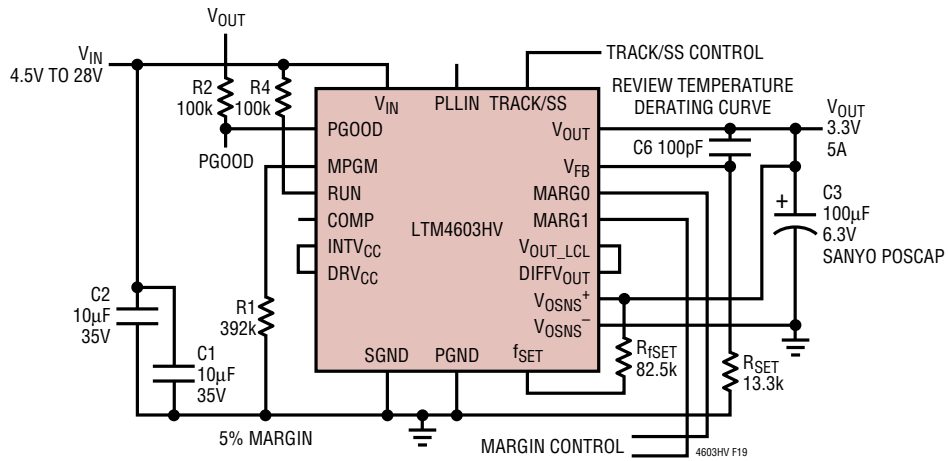 VOUT
VIN
4.5V TO 28V
R2
100k
R4
100k
PGOOD
TRACK/SS CONTROL
REVIEW TEMPERATURE
DERATING CURVE
VIN
PLLIN
TRACK/SS
PGOOD
MPGM
RUN
COMP
INTVCC
DRVCC
LTM4603HV
VOUT
VFB
MARG0
MARG1
VOUT_LCL
DIFFVOUT
VOSNS+
VOSNS–
SGND
PGND
fSET
C6 100pF
VOUT
3.3V
5A
+
C3
100µF
6.3V
SANYO POSCAP
C2
10µF
35V
C1
10µF
35V
R1
392k
RfSET
82.5k
RSET
13.3k
5% MARGIN
MARGIN CONTROL
4603HV F19